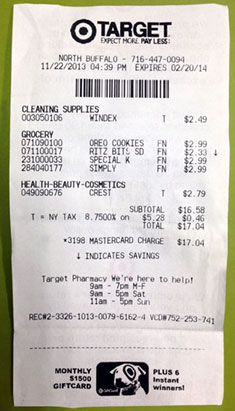 TARGET
EXPECT MORE. PAY LESS.
NORTH BUFFALO - 716-447-0094
11/22/2013 04:39 PM EXPIRES 02/20/14
CLEANING SUPPLIES
003050106 WINDEX T $2.49
GROCERY
071090100 OREO COOKIES FN $2.99
071100017 RITZ BITS SD FN $2.33 ↓
231000033 SPECIAL K FN $2.99
284040177 SIMPLY FN $2.99
HEALTH-BEAUTY-COSMETICS
049090676 CREST T $2.79
SUBTOTAL $16.58
T = NY TAX 8.7500% on $5.28 $0.46
TOTAL $17.04
*3198 MASTERCARD CHARGE $17.04
↓ INDICATES SAVINGS
Target Pharmacy We're here to help!
9am - 7pm M-F
9am - 5pm Sat
11am - 5pm Sun
REC#2-3326-1013-0079-6162-4 VCD#752-253-741
MONTHLY
$1500
GIFTCARD
PLUS 6
Instant
winners!